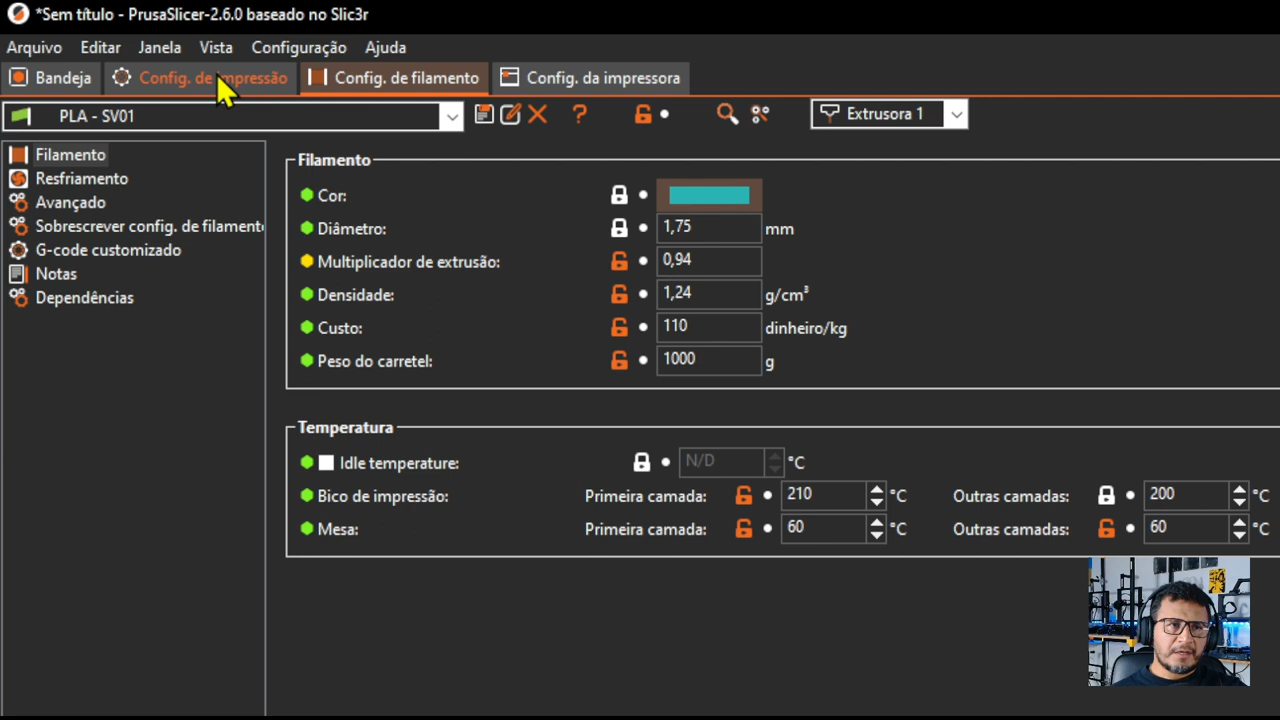 *Sem título - PrusaSlicer-2.6.0 baseado no Slic3r
Arquivo Editar Janela Vista Configuração Ajuda
Bandeja Config. de impressão Config. de filamento Config. da impressora
PLA - SV01 ? Extrusora 1
Filamento
Resfriamento
Avançado
Sobrescrever config. de filament
G-code customizado
Notas
Dependências
Filamento
Cor:
Diâmetro: 1,75 mm
Multiplicador de extrusão: 0,94
Densidade: 1,24 g/cm³
Custo: 110 dinheiro/kg
Peso do carretel: 1000 g
Temperatura
Idle temperature: N/D °C
Bico de impressão: Primeira camada: 210 °C Outras camadas: 200 °C
Mesa: Primeira camada: 60 °C Outras camadas: 60 °C